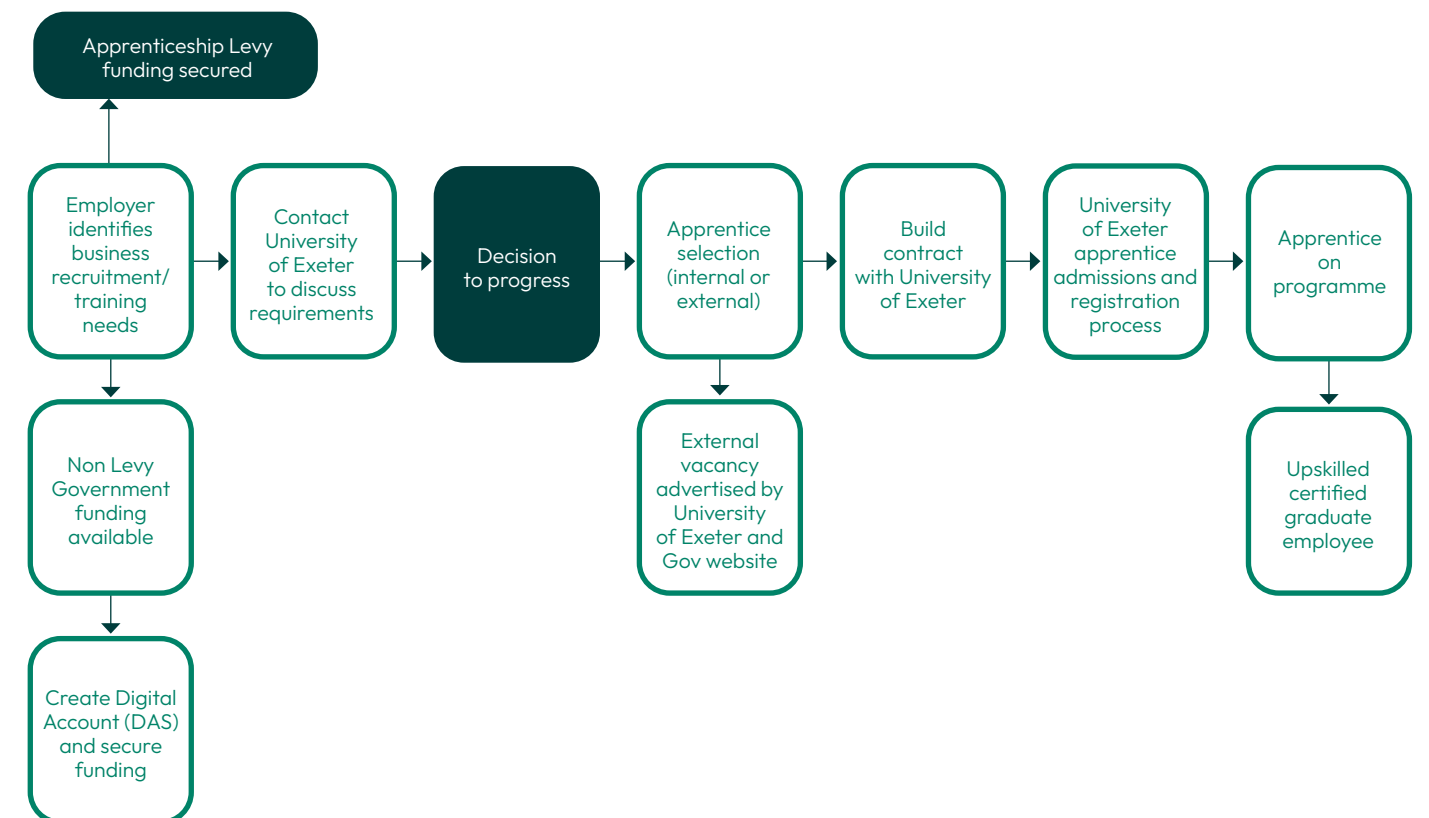 Apprenticeship Levy
funding secured
Employer
identifies
business
recruitment/
training
needs
Contact
University
of Exeter
to discuss
requirements
Decision
to progress
Apprentice
selection
(internal or
external)
Build
contract
with University
of Exeter
University
of Exeter
apprentice
admissions and
registration
process
Apprentice
on
programme
Non Levy
Government
funding
available
External
vacancy
advertised by
University
of Exeter and
Gov website
Upskilled
certified
graduate
employee
Create Digital
Account (DAS)
and secure
funding